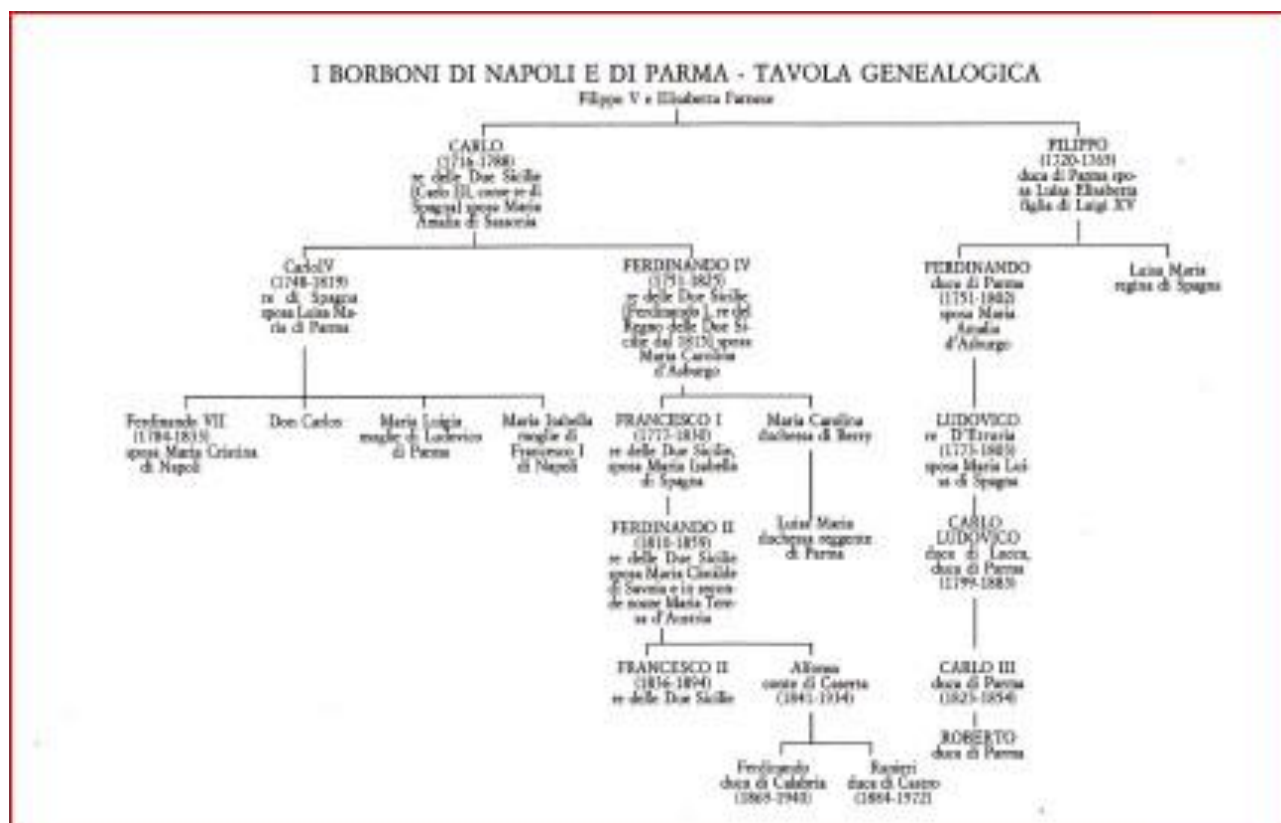 I BORBONI DI NAPOLI E DI PARMA - TAVOLA GENEALOGICA
Filippo V e Elisabetta Farnese
CARLO
(1716-1788)
re delle Due Sicilie
[Carlo III, come re di
Spagna] sposa Maria
Amalia di Sassonia
FILIPPO
(1720-1765)
duca di Parma spo-
sa Luisa Elisabetta
figlia di Luigi XV
CarloIV
(1748-1819)
re di Spagna
sposa Luisa Ma-
ria di Parma
FERDINANDO IV
(1751-1825)
re delle Due Sicilie
[Ferdinando I, re del
Regno delle Due Si-
cilie dal 1815] sposa
Maria Carolina
d'Asburgo
FERDINANDO
duca di Parma
(1751-1802)
sposa Maria
Amalia
d'Asburgo
Luisa Maria
regina di Spagna
Ferdinando VII
(1784-1833)
sposa Maria Cristina
di Napoli
Don Carlos
Maria Luigia
moglie di Ludovico
di Parma
Maria Isabella
moglie di
Francesco I
di Napoli
FRANCESCO I
(1777-1830)
re delle Due Sicilie,
sposa Maria Isabella
di Spagna
Maria Carolina
duchessa di Berry
LUDOVICO
re D'Etruria
(1773-1803)
sposa Maria Lui-
sa di Spagna
FERDINANDO II
(1810-1859)
re delle Due Sicilie
sposa Maria Clotilde
di Savoia e in secon-
de nozze Maria Tere-
sa d'Austria
Luisa Maria
duchessa reggente
di Parma
CARLO
LUDOVICO
duca di Lucca,
duca di Parma
(1799-1883)
FRANCESCO II
(1836-1894)
re delle Due Sicilie
Alfonso
conte di Caserta
(1841-1934)
CARLO III
duca di Parma
(1823-1854)
ROBERTO
duca di Parma
Ferdinando
duca di Calabria
(1869-1940)
Ranieri
duca di Castro
(1884-1972)